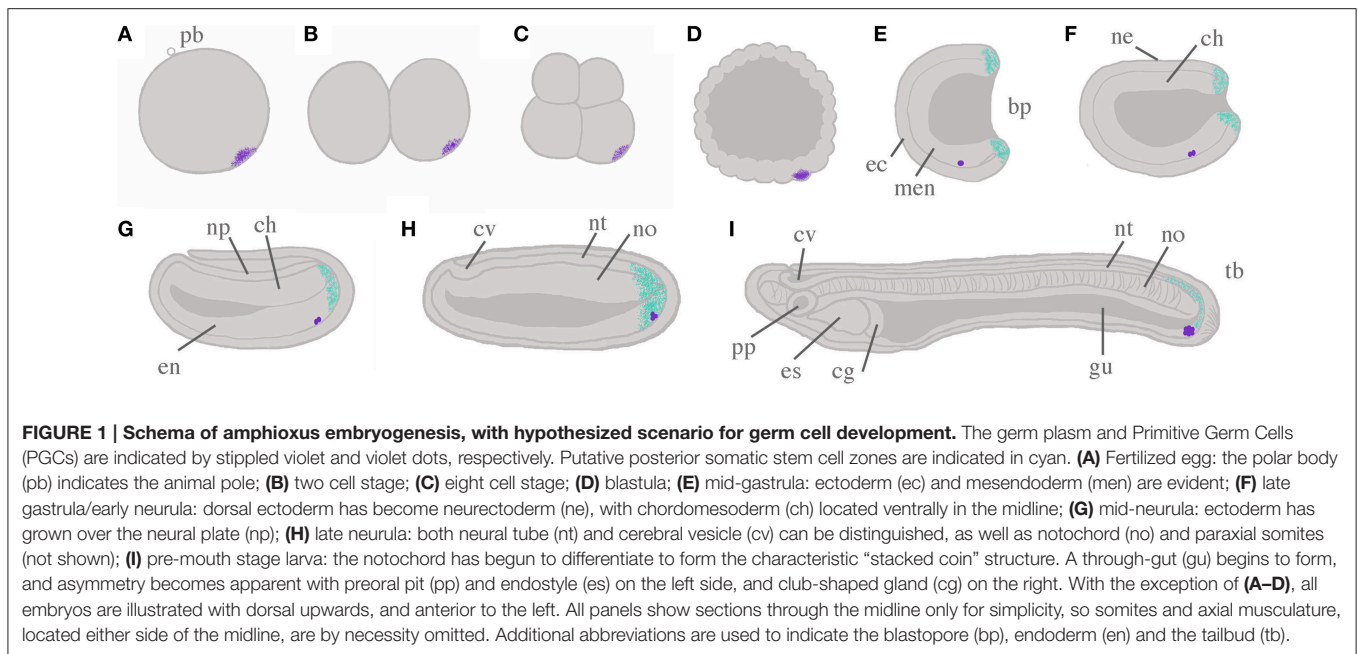 A
pb
B
C
D
E
bp
ec
men
F
ne
ch
G
np
ch
en
H
cv
nt
no
I
cv
nt
no
tb
pp
es
cg
gu
FIGURE 1 | Schema of amphioxus embryogenesis, with hypothesized scenario for germ cell development. The germ plasm and Primitive Germ Cells
(PGCs) are indicated by stippled violet and violet dots, respectively. Putative posterior somatic stem cell zones are indicated in cyan. (A) Fertilized egg: the polar body
(pb) indicates the animal pole; (B) two cell stage; (C) eight cell stage; (D) blastula; (E) mid-gastrula: ectoderm (ec) and mesendoderm (men) are evident; (F) late
gastrula/early neurula: dorsal ectoderm has become neurectoderm (ne), with chordomesoderm (ch) located ventrally in the midline; (G) mid-neurula: ectoderm has
grown over the neural plate (np); (H) late neurula: both neural tube (nt) and cerebral vesicle (cv) can be distinguished, as well as notochord (no) and paraxial somites
(not shown); (I) pre-mouth stage larva: the notochord has begun to differentiate to form the characteristic “stacked coin” structure. A through-gut (gu) begins to form,
and asymmetry becomes apparent with preoral pit (pp) and endostyle (es) on the left side, and club-shaped gland (cg) on the right. With the exception of (A–D), all
embryos are illustrated with dorsal upwards, and anterior to the left. All panels show sections through the midline only for simplicity, so somites and axial musculature,
located either side of the midline, are by necessity omitted. Additional abbreviations are used to indicate the blastopore (bp), endoderm (en) and the tailbud (tb).